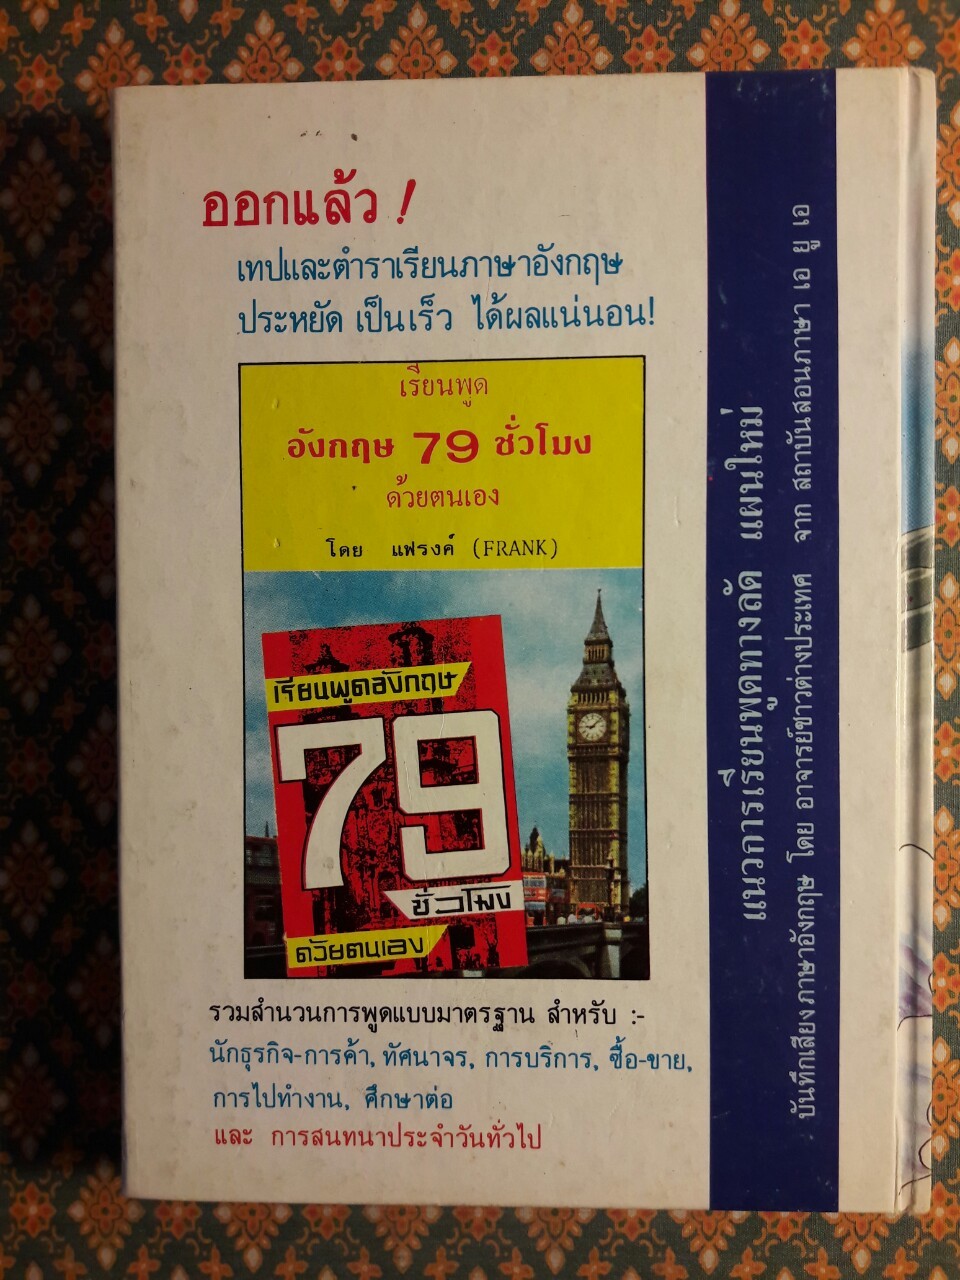 ออกแล้ว !
เทปและตำราเรียนภาษาอังกฤษ
ประหยัด เป็นเร็ว ได้ผลแน่นอน!
เรียนพูด
อังกฤษ 79 ชั่วโมง
ด้วยตนเอง
โดย แฟรงค์ (FRANK)
เรียนพูดอังกฤษ
79
ชั่วโมง
ด้วยตนเอง
รวมสำนวนการพูดแบบมาตรฐาน สำหรับ :-
นักธุรกิจ-การค้า, ทัศนาจร, การบริการ, ซื้อ-ขาย,
การไปทำงาน, ศึกษาต่อ
และ การสนทนาประจำวันทั่วไป
แนวการเรียนพูดทางลัด แผนใหม่
บันทึกเสียงภาษาอังกฤษ โดย อาจารย์ชาวต่างประเทศ จาก สถาบันสอนภาษา เอ ยู เอ